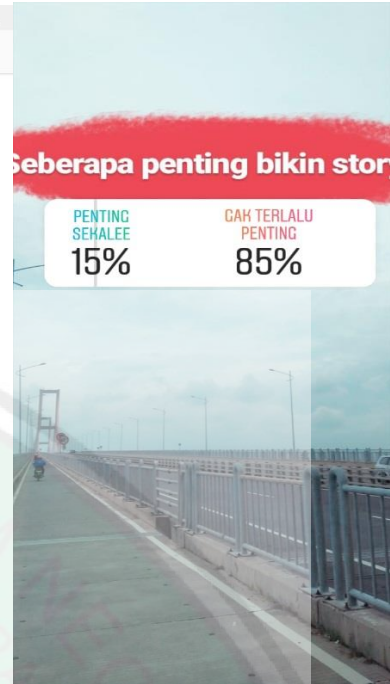 Seberapa penting bikin story
PENTING
SEKALEE
15%
GAK TERLALU
PENTING
85%